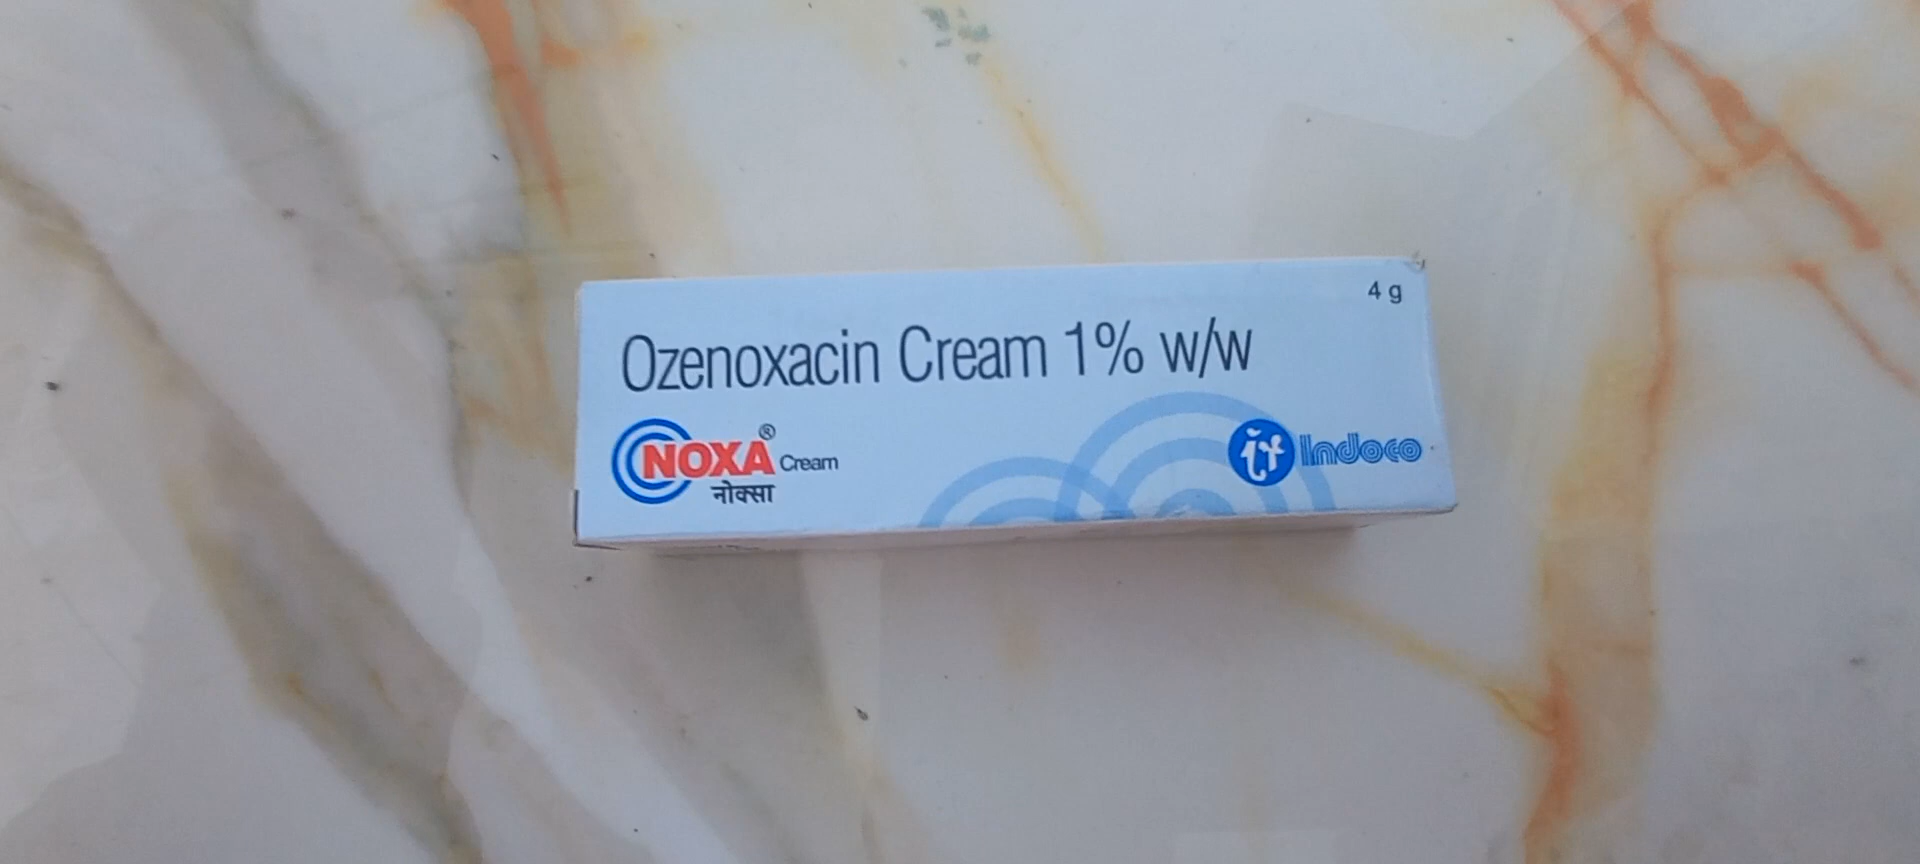 4 g
Ozenoxacin Cream 1% w/w
NOXA® Cream
नोक्सा
Indoco